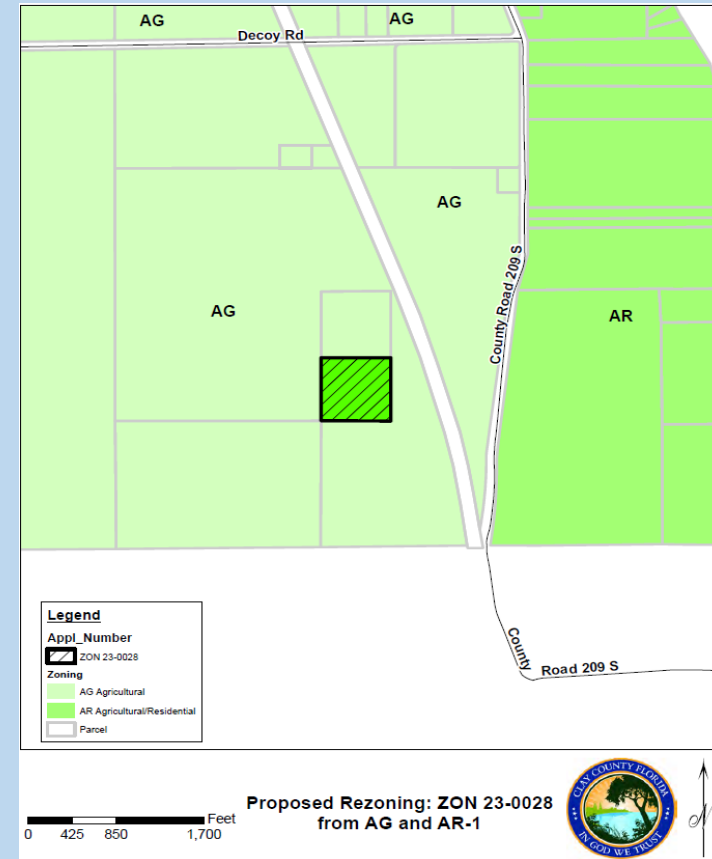 AG
AG
Decoy Rd
AG
County Road 209 S
AG
AR
County Road 209 S
Legend
Appl_Number
ZON 23-0028
Zoning
AG Agricultural
AR Agricultural/Residential
Parcel
Proposed Rezoning: ZON 23-0028
from AG and AR-1
Feet
0 425 850 1,700
CLAY COUNTY FLORIDA
IN GOD WE TRUST
N